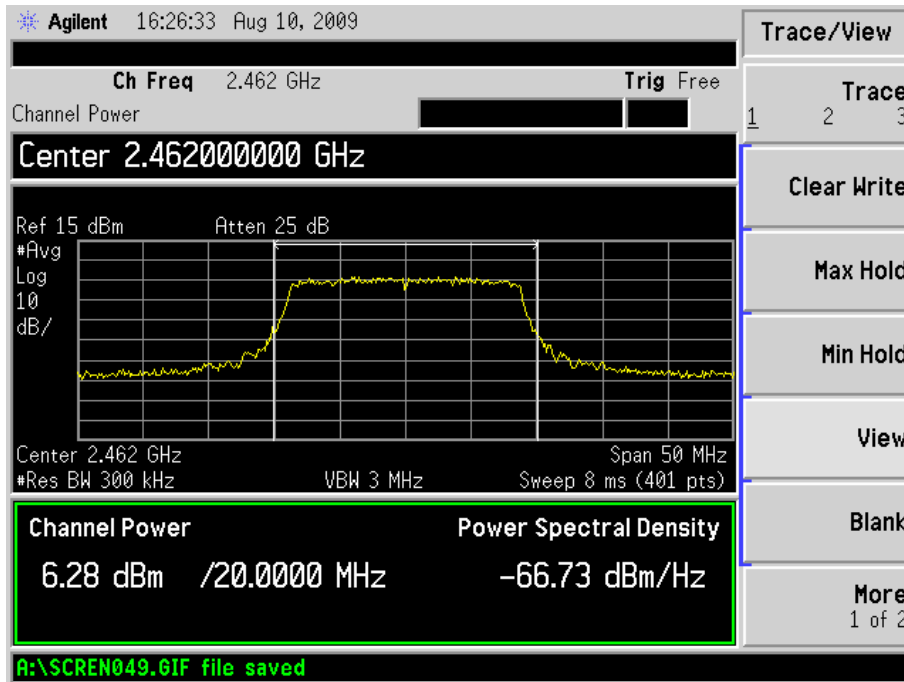 Agilent 16:26:33 Aug 10, 2009
Trace/View
Ch Freq 2.462 GHz Trig Free
Channel Power
Trace
1 2 3
Center 2.462000000 GHz
Clear Write
Ref 15 dBm Atten 25 dB
#Avg
Log
10
dB/
Max Hold
Min Hold
Center 2.462 GHz Span 50 MHz
#Res BW 300 kHz VBW 3 MHz Sweep 8 ms (401 pts)
View
Channel Power Power Spectral Density
6.28 dBm /20.0000 MHz -66.73 dBm/Hz
Blank
More
1 of 2
A:\SCREN049.GIF file saved